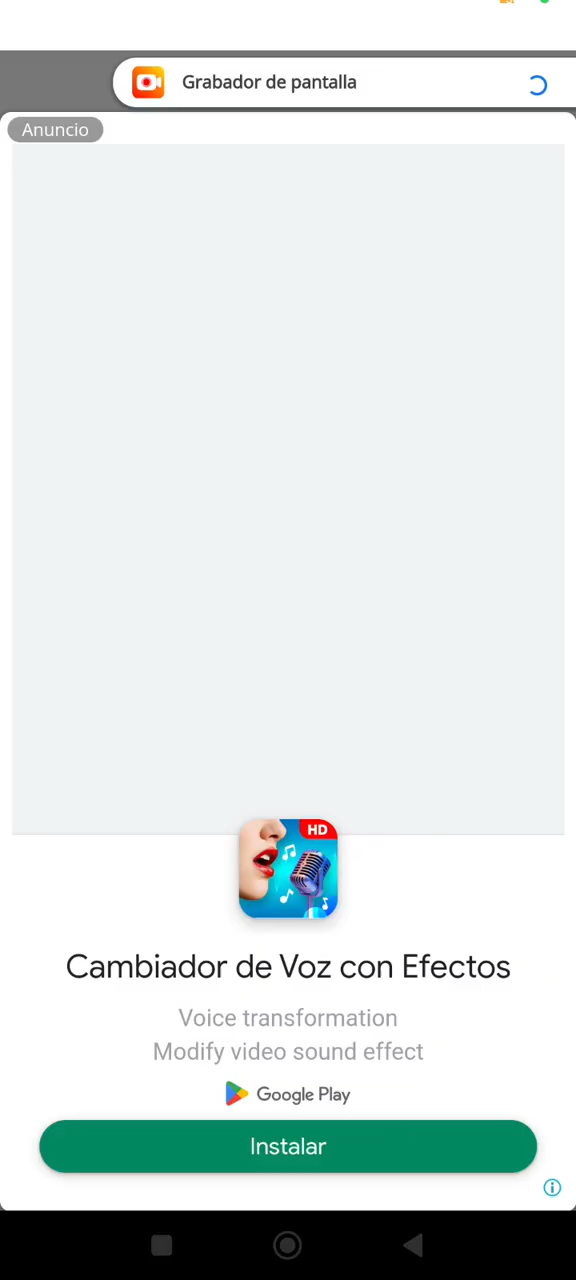 Grabador de pantalla
Anuncio
HD
Cambiador de Voz con Efectos
Voice transformation
Modify video sound effect
Google Play
Instalar